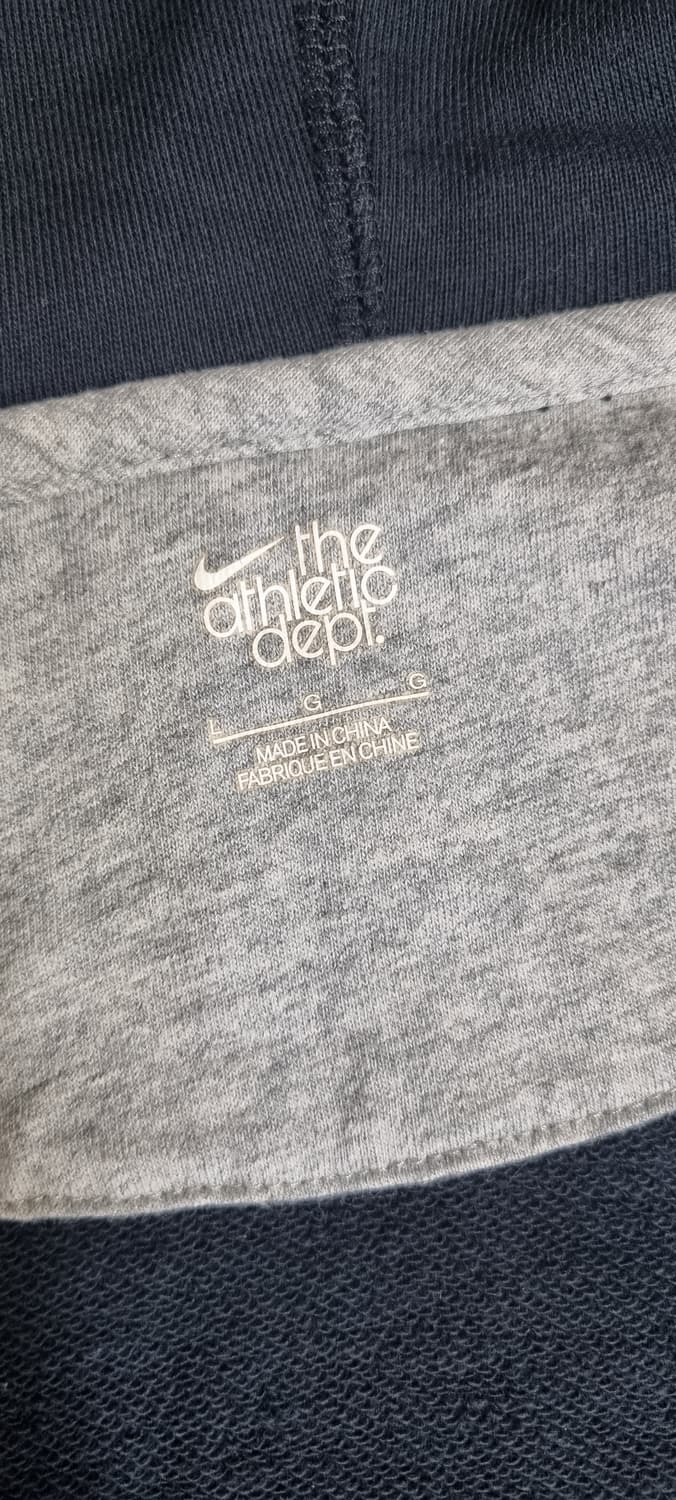 the
athletic
dept.
L G G
MADE IN CHINA
FABRIQUE EN CHINE